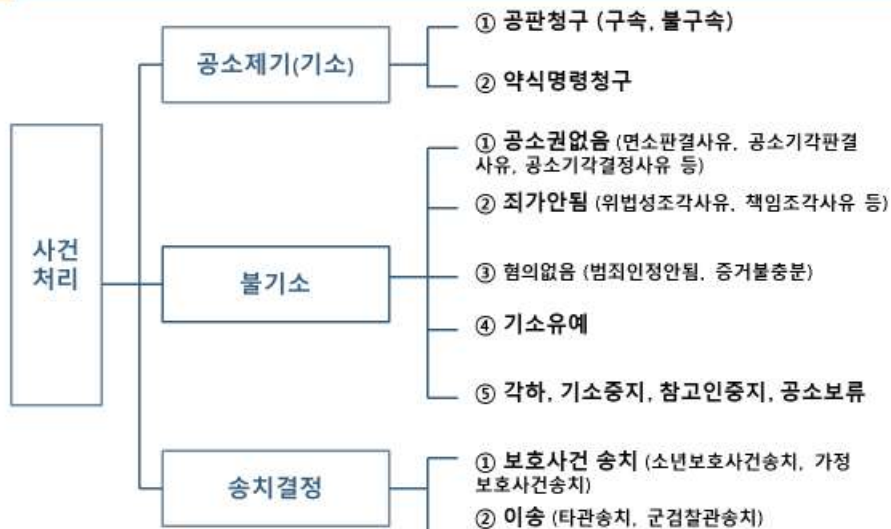 사건
처리
공소제기(기소)
① 공판청구 (구속, 불구속)
② 약식명령청구
불기소
① 공소권없음 (면소판결사유, 공소기각판결
사유, 공소기각결정사유 등)
② 죄가안됨 (위법성조각사유, 책임조각사유 등)
③ 혐의없음 (범죄인정안됨, 증거불충분)
④ 기소유예
⑤ 각하, 기소중지, 참고인중지, 공소보류
송치결정
① 보호사건 송치 (소년보호사건송치, 가정
보호사건송치)
② 이송 (타관송치, 군검찰관송치)